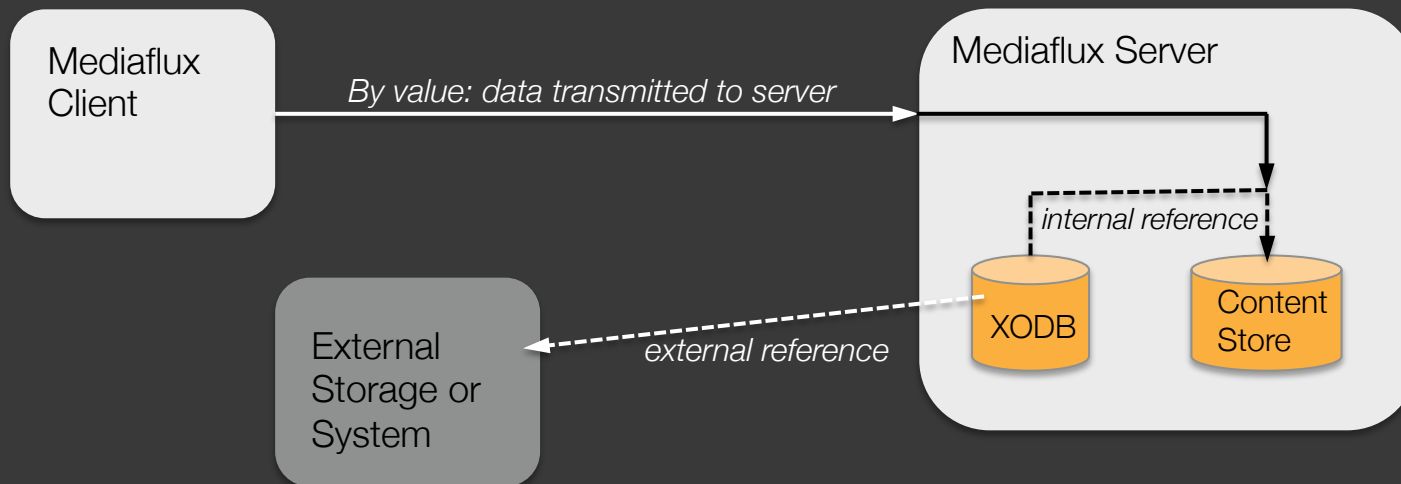 Mediaflux
Client
By value: data transmitted to server
Mediaflux Server
internal reference
XODB
Content
Store
external reference
External
Storage or
System